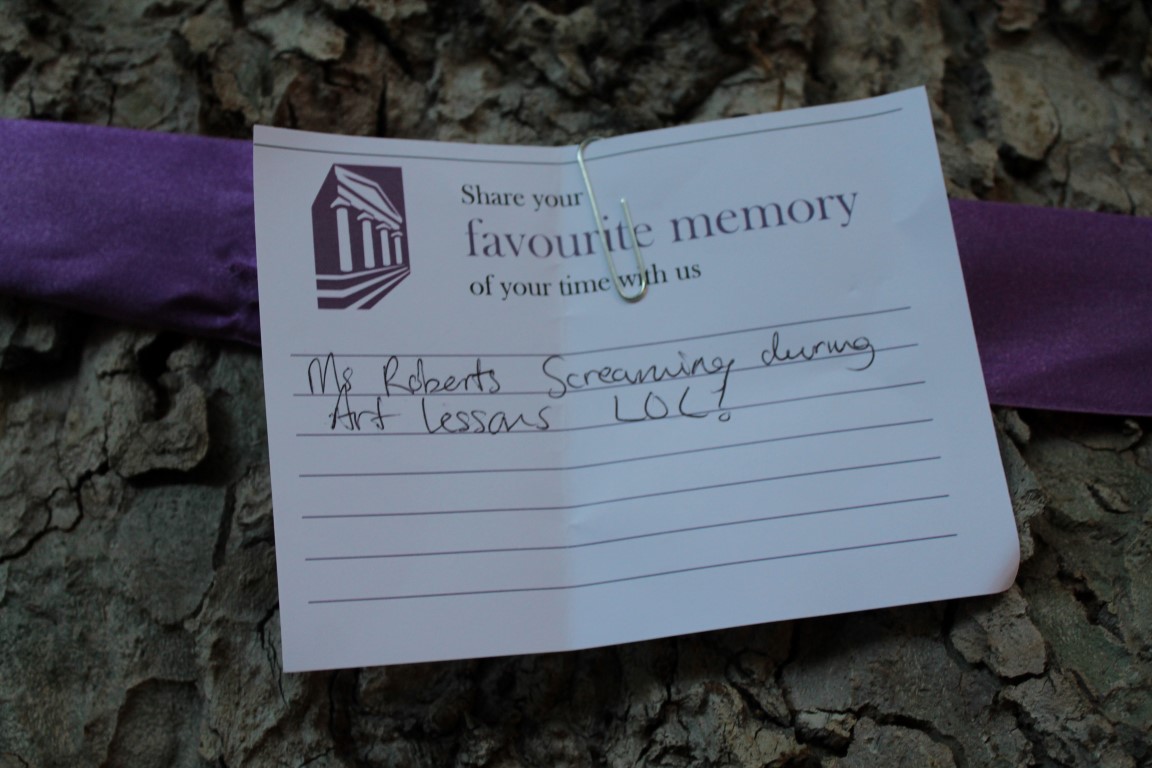 Share your
favourite memory
of your time with us
Ms Roberts Screaming during
Art lessons LOL!